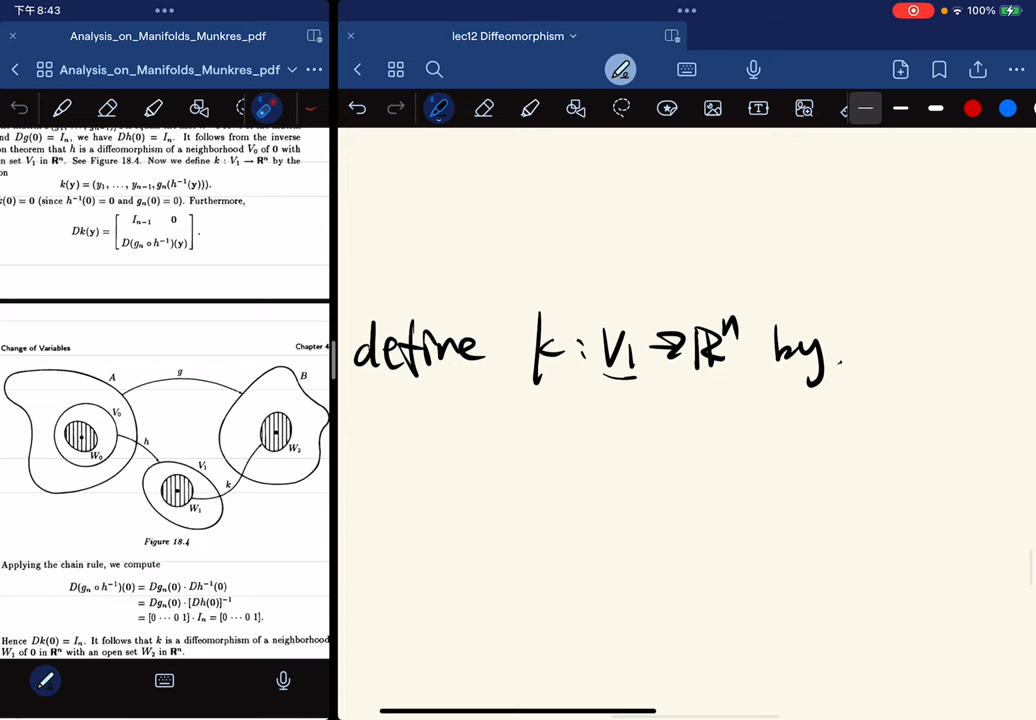 下午8:43
100%
Analysis_on_Manifolds_Munkres_pdf
lec12 Diffeomorphism
Analysis_on_Manifolds_Munkres_pdf
nd Dg(0) = Iₙ, we have Dh(0) = Iₙ. It follows from the inverse
on theorem that h is a diffeomorphism of a neighborhood V₀ of 0 with
n set V₁ in Rⁿ. See Figure 18.4. Now we define k : V₁ → Rⁿ by the
on
k(y) = (y₁, . . . , yₙ₋₁, gₙ(h⁻¹(y))).
k(0) = 0 (since h⁻¹(0) = 0 and gₙ(0) = 0). Furthermore,
Dk(y) = [ Iₙ₋₁ 0
D(gₙ ∘ h⁻¹)(y) ] .
Change of Variables Chapter 4
A g B
V₀
W₀ h W₂
V₁
k
W₁
Figure 18.4
Applying the chain rule, we compute
D(gₙ ∘ h⁻¹)(0) = Dgₙ(0) · Dh⁻¹(0)
= Dgₙ(0) · [Dh(0)]⁻¹
= [0 ··· 0 1] · Iₙ = [0 ··· 0 1].
Hence Dk(0) = Iₙ. It follows that k is a diffeomorphism of a neighborhood
W₁ of 0 in Rⁿ with an open set W₂ in Rⁿ.
define k : V₁ → ℝⁿ by